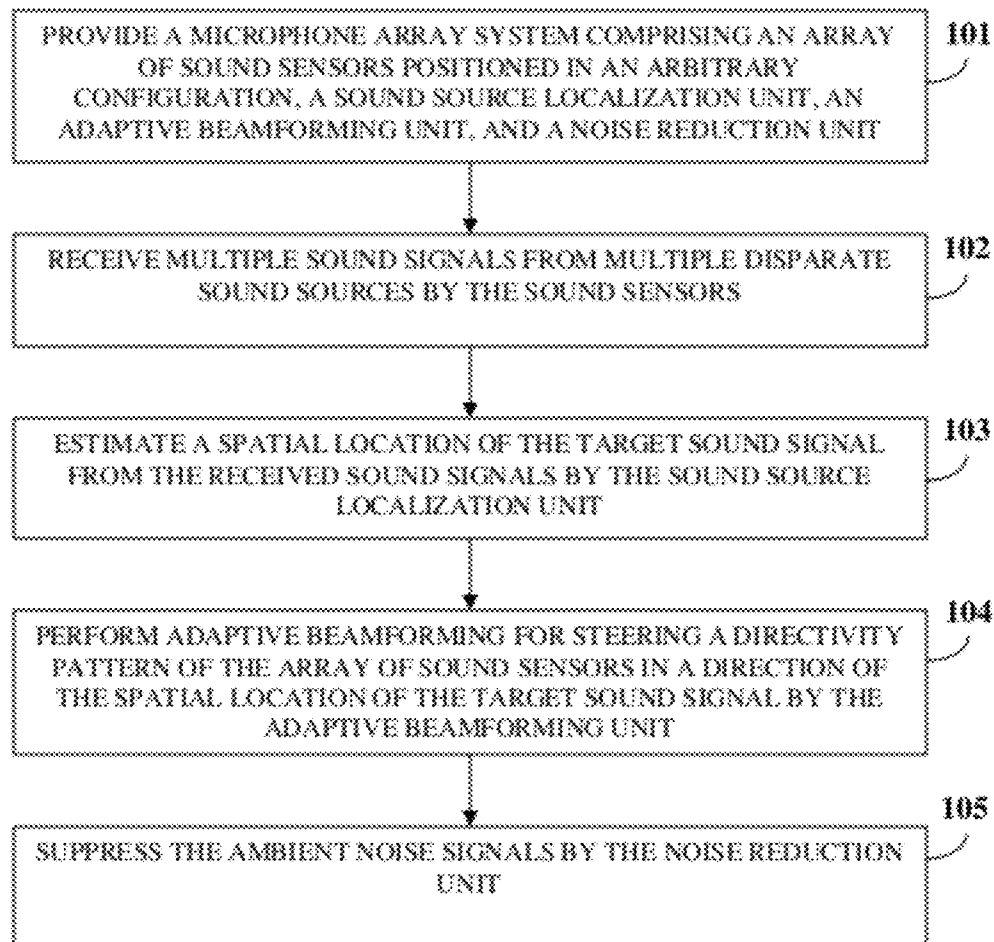 PROVIDE A MICROPHONE ARRAY SYSTEM COMPRISING AN ARRAY
OF SOUND SENSORS POSITIONED IN AN ARBITRARY
CONFIGURATION, A SOUND SOURCE LOCALIZATION UNIT, AN
ADAPTIVE BEAMFORMING UNIT, AND A NOISE REDUCTION UNIT
101
RECEIVE MULTIPLE SOUND SIGNALS FROM MULTIPLE DISPARATE
SOUND SOURCES BY THE SOUND SENSORS
102
ESTIMATE A SPATIAL LOCATION OF THE TARGET SOUND SIGNAL
FROM THE RECEIVED SOUND SIGNALS BY THE SOUND SOURCE
LOCALIZATION UNIT
103
PERFORM ADAPTIVE BEAMFORMING FOR STEERING A DIRECTIVITY
PATTERN OF THE ARRAY OF SOUND SENSORS IN A DIRECTION OF
THE SPATIAL LOCATION OF THE TARGET SOUND SIGNAL BY THE
ADAPTIVE BEAMFORMING UNIT
104
SUPPRESS THE AMBIENT NOISE SIGNALS BY THE NOISE REDUCTION
UNIT
105